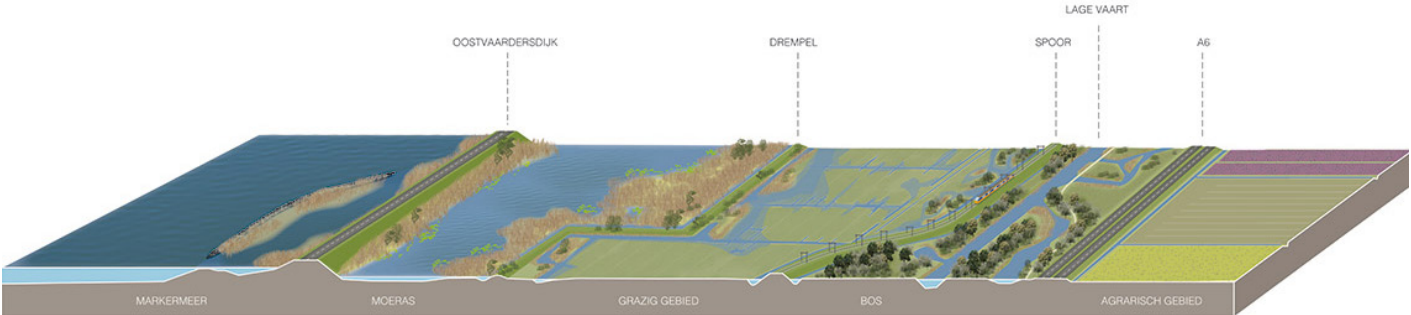 LAGE VAART
OOSTVAARDERSDIJK
DREMPEL
SPOOR
A6
MARKERMEER
MOERAS
GRAZIG GEBIED
BOS
AGRARISCH GEBIED